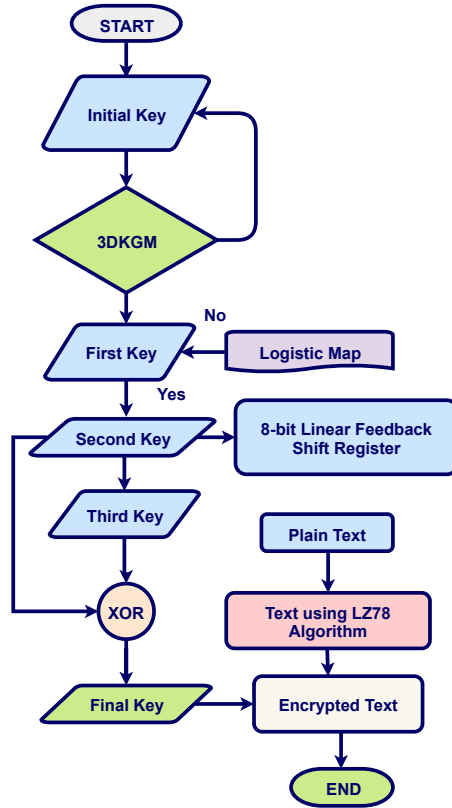 START
Initial Key
3DKGM
No
First Key
Logistic Map
Yes
Second Key
8-bit Linear Feedback
Shift Register
Third Key
Plain Text
XOR
Text using LZ78
Algorithm
Final Key
Encrypted Text
END